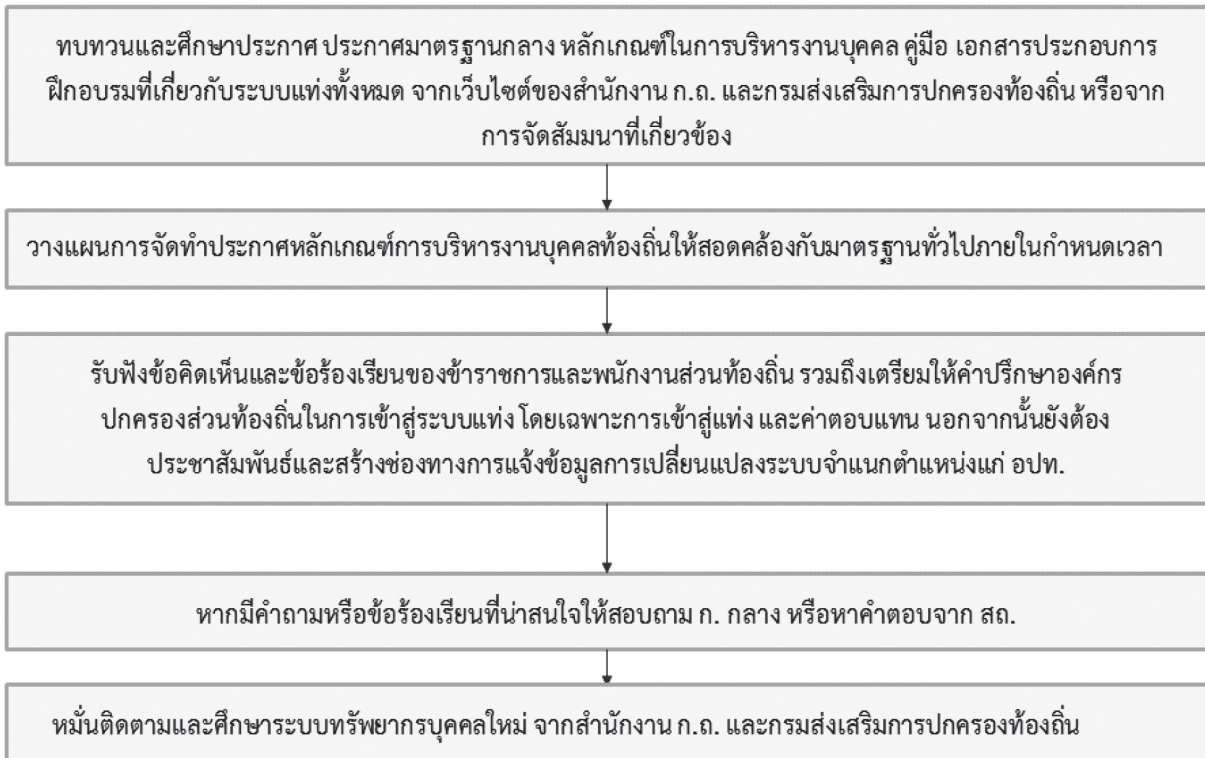 ทบทวนและศึกษาประกาศ ประกาศมาตรฐานกลาง หลักเกณฑ์ในการบริหารงานบุคคล คู่มือ เอกสารประกอบการ
ฝึกอบรมที่เกี่ยวกับระบบแท่งทั้งหมด จากเว็บไซต์ของสำนักงาน ก.ถ. และกรมส่งเสริมการปกครองท้องถิ่น หรือจาก
การจัดสัมมนาที่เกี่ยวข้อง
วางแผนการจัดทำประกาศหลักเกณฑ์การบริหารงานบุคคลท้องถิ่นให้สอดคล้องกับมาตรฐานทั่วไปภายในกำหนดเวลา
รับฟังข้อคิดเห็นและข้อร้องเรียนของข้าราชการและพนักงานส่วนท้องถิ่น รวมถึงเตรียมให้คำปรึกษาองค์กร
ปกครองส่วนท้องถิ่นในการเข้าสู่ระบบแท่ง โดยเฉพาะการเข้าสู่แท่ง และค่าตอบแทน นอกจากนั้นยังต้อง
ประชาสัมพันธ์และสร้างช่องทางการแจ้งข้อมูลการเปลี่ยนแปลงระบบจำแนกตำแหน่งแก่ อปท.
หากมีคำถามหรือข้อร้องเรียนที่น่าสนใจให้สอบถาม ก. กลาง หรือหาคำตอบจาก สถ.
หมั่นติดตามและศึกษาระบบทรัพยากรบุคคลใหม่ จากสำนักงาน ก.ถ. และกรมส่งเสริมการปกครองท้องถิ่น